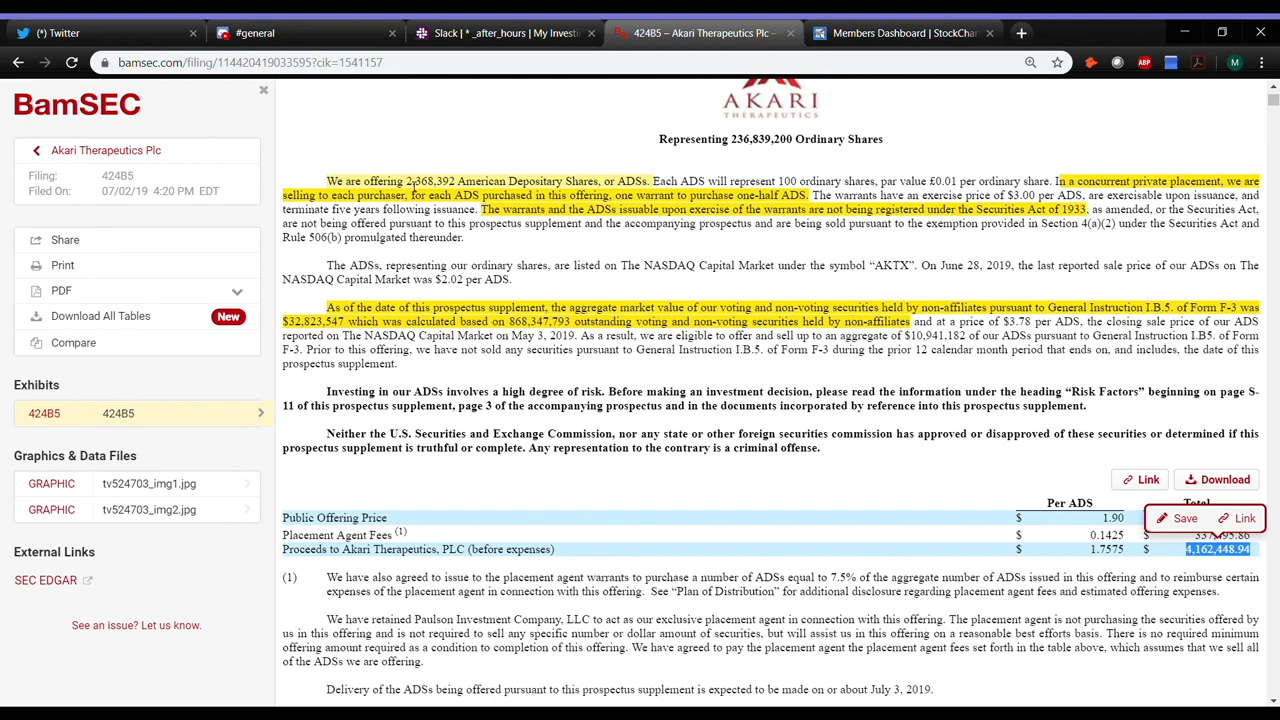 (*) Twitter
#general
Slack | * _after_hours | My Investi
424B5 – Akari Therapeutics Plc –
Members Dashboard | StockChar
bamsec.com/filing/114420419033595?cik=1541157
ABP
M
BamSEC
Akari Therapeutics Plc
Filing: 424B5
Filed On: 07/02/19 4:20 PM EDT
Share
Print
PDF
Download All Tables New
Compare
Exhibits
424B5 424B5
Graphics & Data Files
GRAPHIC tv524703_img1.jpg
GRAPHIC tv524703_img2.jpg
External Links
SEC EDGAR
See an issue? Let us know.
AKARI
THERAPEUTICS
Representing 236,839,200 Ordinary Shares
We are offering 2,368,392 American Depositary Shares, or ADSs. Each ADS will represent 100 ordinary shares, par value £0.01 per ordinary share. In a concurrent private placement, we are
selling to each purchaser, for each ADS purchased in this offering, one warrant to purchase one-half ADS. The warrants have an exercise price of $3.00 per ADS, are exercisable upon issuance, and
terminate five years following issuance. The warrants and the ADSs issuable upon exercise of the warrants are not being registered under the Securities Act of 1933, as amended, or the Securities Act,
are not being offered pursuant to this prospectus supplement and the accompanying prospectus and are being sold pursuant to the exemption provided in Section 4(a)(2) under the Securities Act and
Rule 506(b) promulgated thereunder.
The ADSs, representing our ordinary shares, are listed on The NASDAQ Capital Market under the symbol “AKTX”. On June 28, 2019, the last reported sale price of our ADSs on The
NASDAQ Capital Market was $2.02 per ADS.
As of the date of this prospectus supplement, the aggregate market value of our voting and non-voting securities held by non-affiliates pursuant to General Instruction I.B.5. of Form F-3 was
$32,823,547 which was calculated based on 868,347,793 outstanding voting and non-voting securities held by non-affiliates and at a price of $3.78 per ADS, the closing sale price of our ADS
reported on The NASDAQ Capital Market on May 3, 2019. As a result, we are eligible to offer and sell up to an aggregate of $10,941,182 of our ADSs pursuant to General Instruction I.B.5. of Form
F-3. Prior to this offering, we have not sold any securities pursuant to General Instruction I.B.5. of Form F-3 during the prior 12 calendar month period that ends on, and includes, the date of this
prospectus supplement.
Investing in our ADSs involves a high degree of risk. Before making an investment decision, please read the information under the heading “Risk Factors” beginning on page S-
11 of this prospectus supplement, page 3 of the accompanying prospectus and in the documents incorporated by reference into this prospectus supplement.
Neither the U.S. Securities and Exchange Commission, nor any state or other foreign securities commission has approved or disapproved of these securities or determined if this
prospectus supplement is truthful or complete. Any representation to the contrary is a criminal offense.
Link Download
Per ADS
Public Offering Price $ 1.90
Save Link
Placement Agent Fees (1) $ 0.1425
Proceeds to Akari Therapeutics, PLC (before expenses) $ 1.7575 $ 4,162,448.94
(1) We have also agreed to issue to the placement agent warrants to purchase a number of ADSs equal to 7.5% of the aggregate number of ADSs issued in this offering and to reimburse certain
expenses of the placement agent in connection with this offering. See “Plan of Distribution” for additional disclosure regarding placement agent fees and estimated offering expenses.
We have retained Paulson Investment Company, LLC to act as our exclusive placement agent in connection with this offering. The placement agent is not purchasing the securities offered by
us in this offering and is not required to sell any specific number or dollar amount of securities, but will assist us in this offering on a reasonable best efforts basis. There is no required minimum
offering amount required as a condition to completion of this offering. We have agreed to pay the placement agent the placement agent fees set forth in the table above, which assumes that we sell all
of the ADSs we are offering.
Delivery of the ADSs being offered pursuant to this prospectus supplement is expected to be made on or about July 3, 2019.